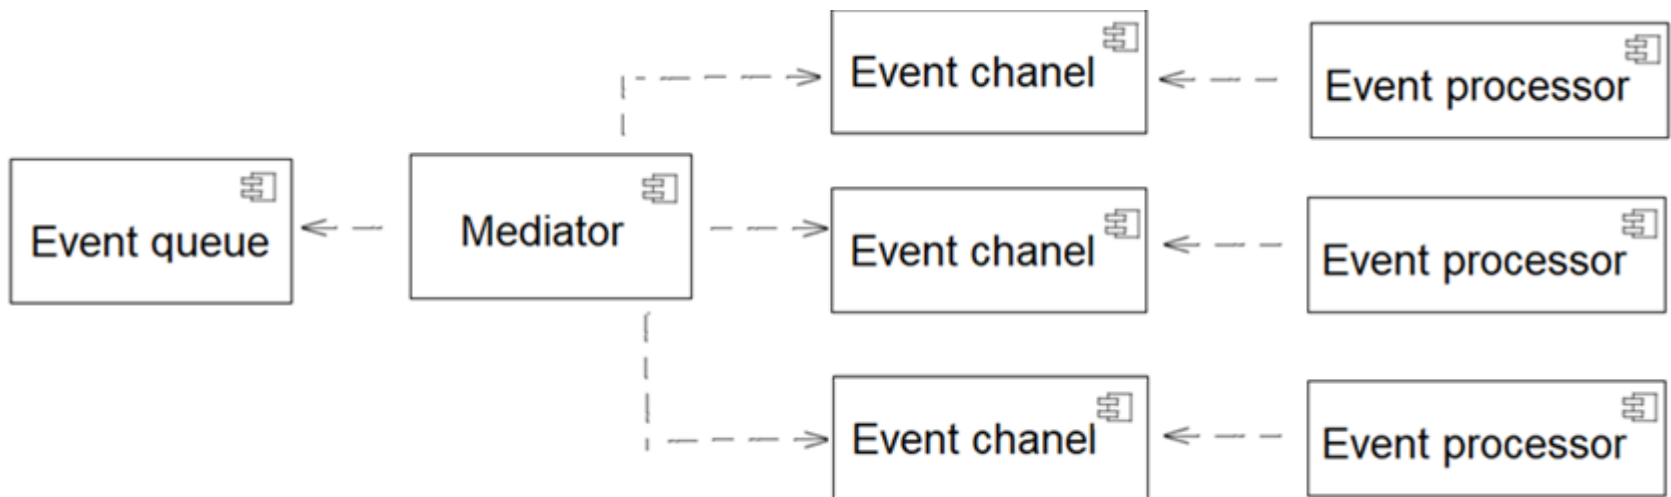 Event chanel
Event processor
Event queue
Mediator
Event chanel
Event processor
Event chanel
Event processor